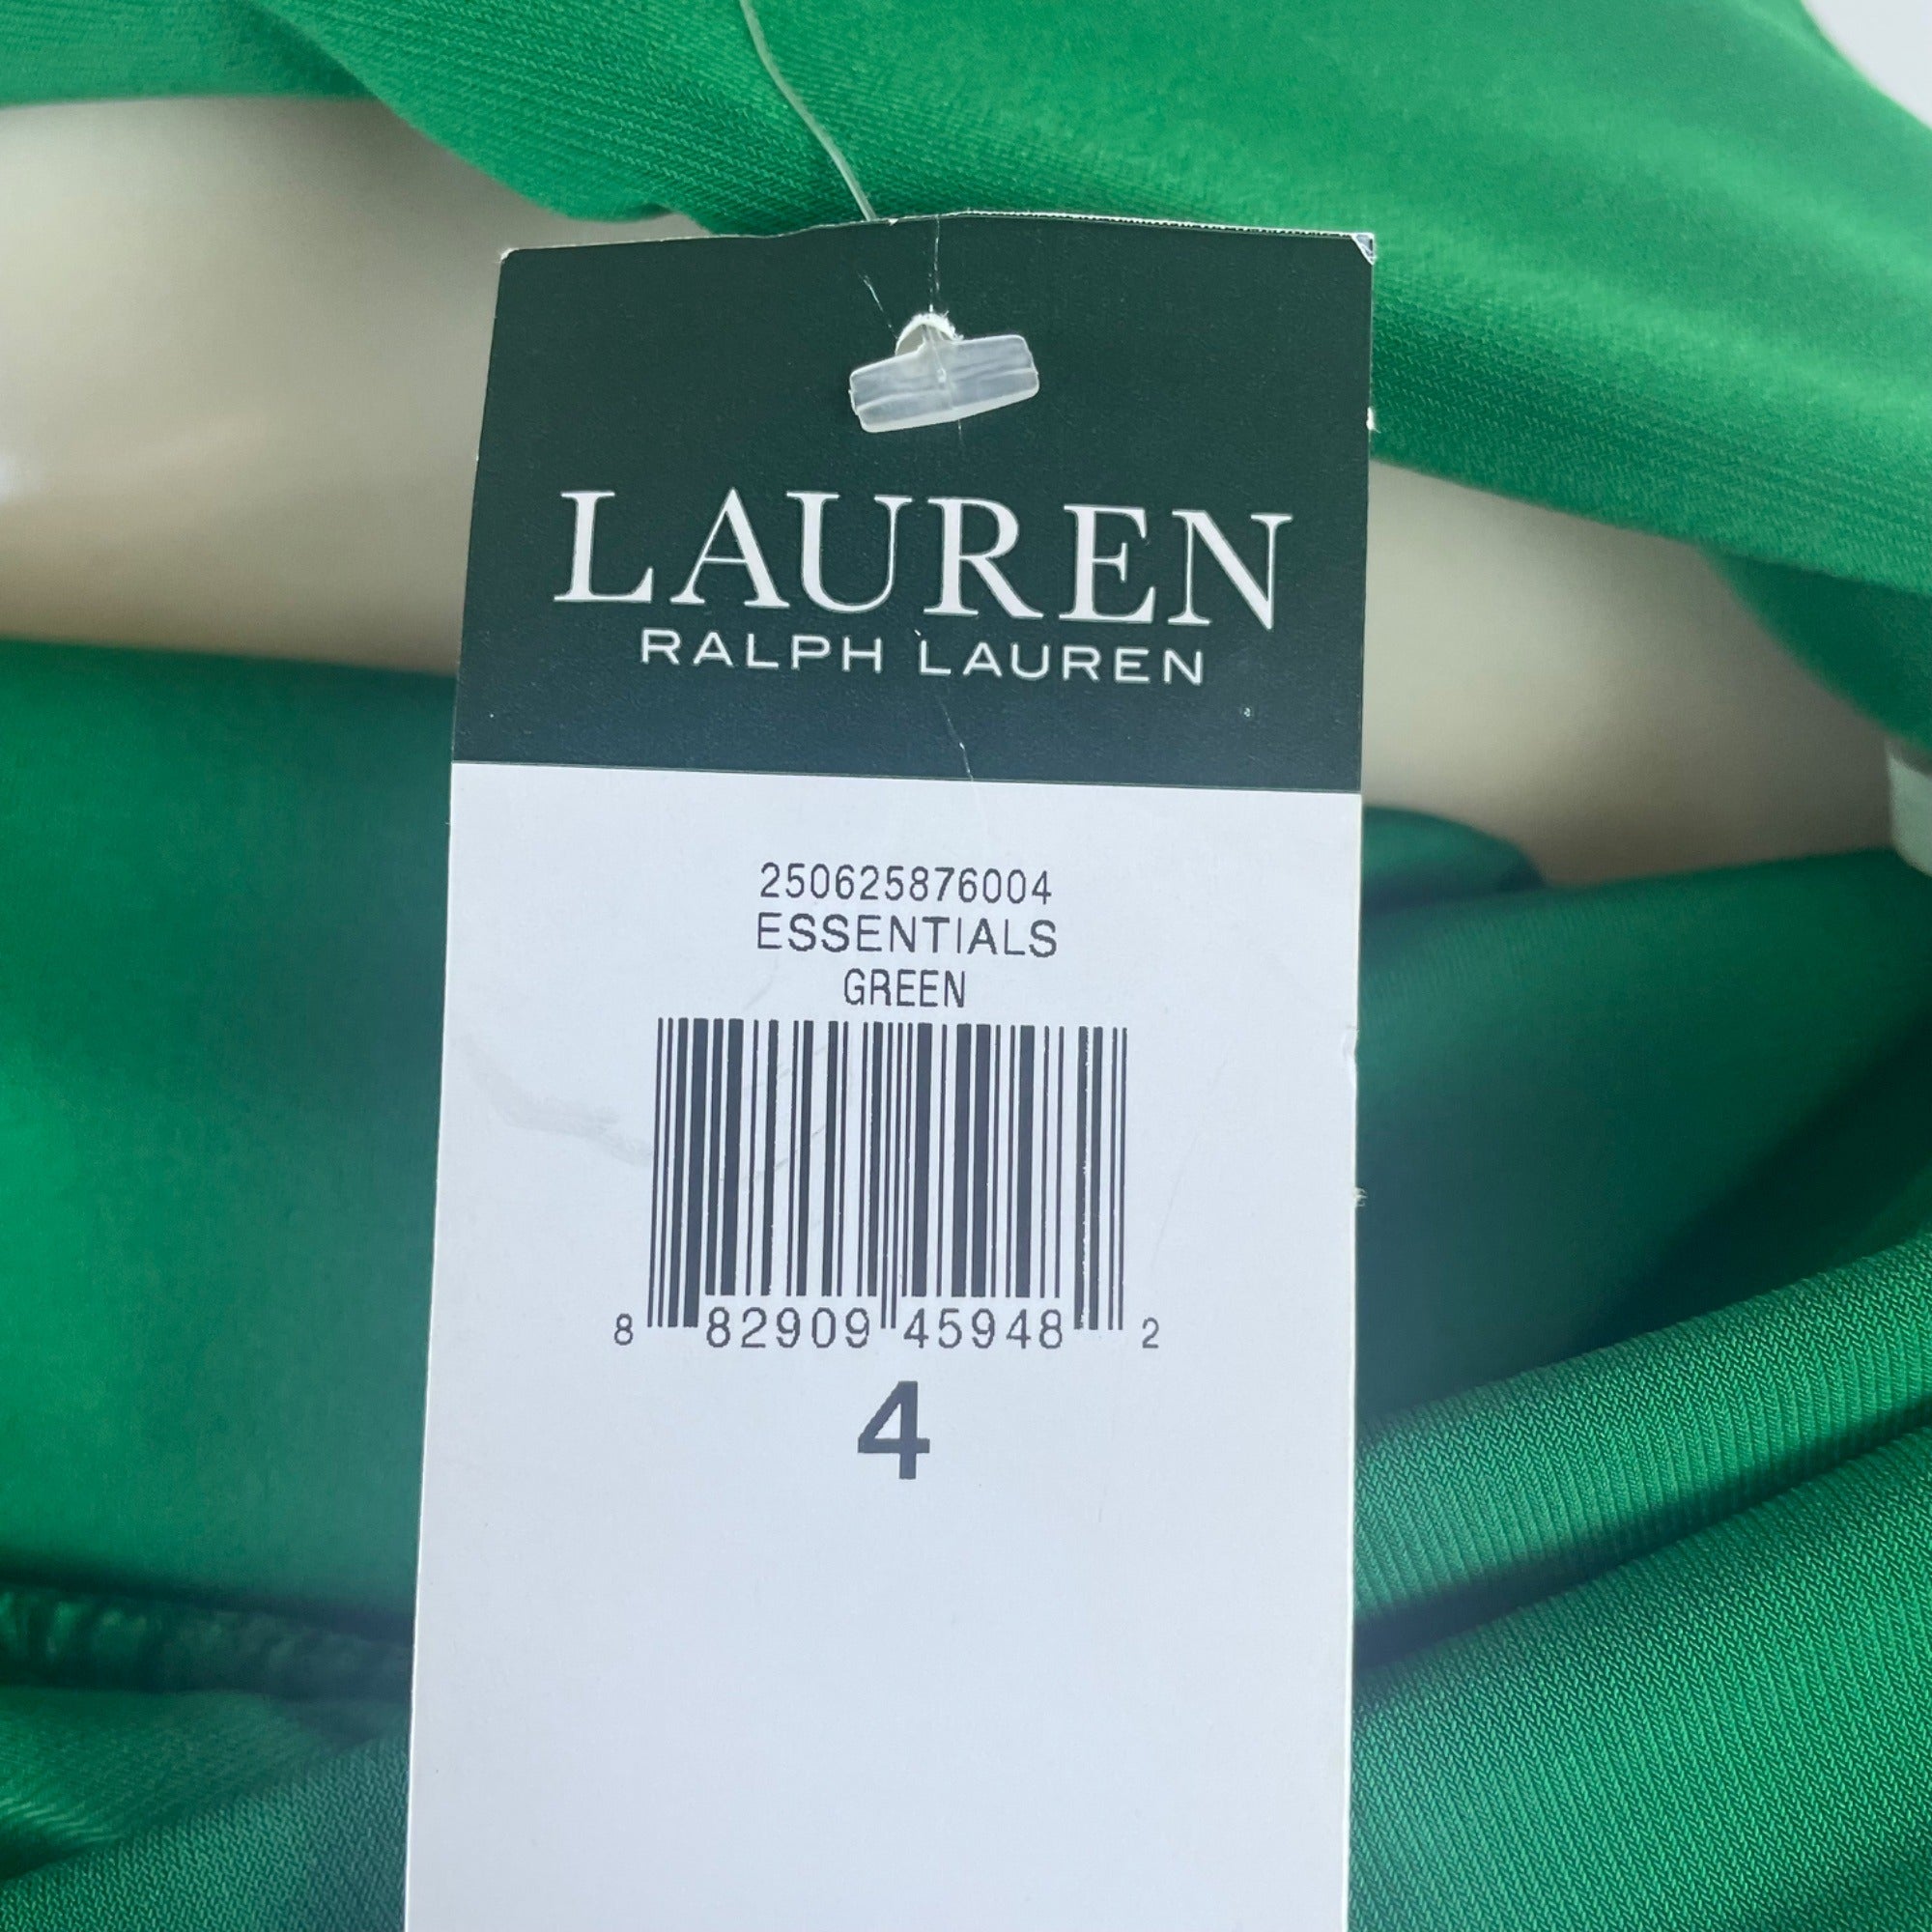 LAUREN
RALPH LAUREN
250625876004
ESSENTIALS
GREEN
8 82909 45948 2
4